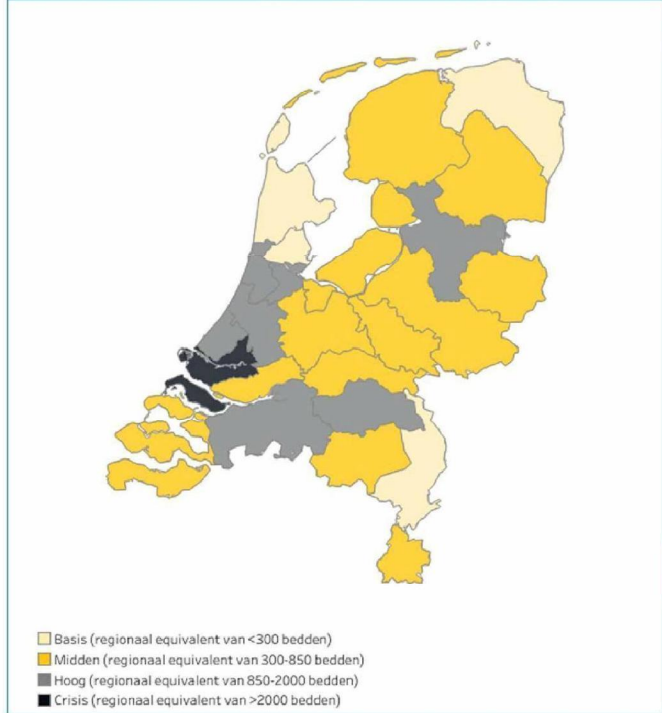 Basis (regionaal equivalent van <300 bedden)
Midden (regionaal equivalent van 300-850 bedden)
Hoog (regionaal equivalent van 850-2000 bedden)
Crisis (regionaal equivalent van >2000 bedden)